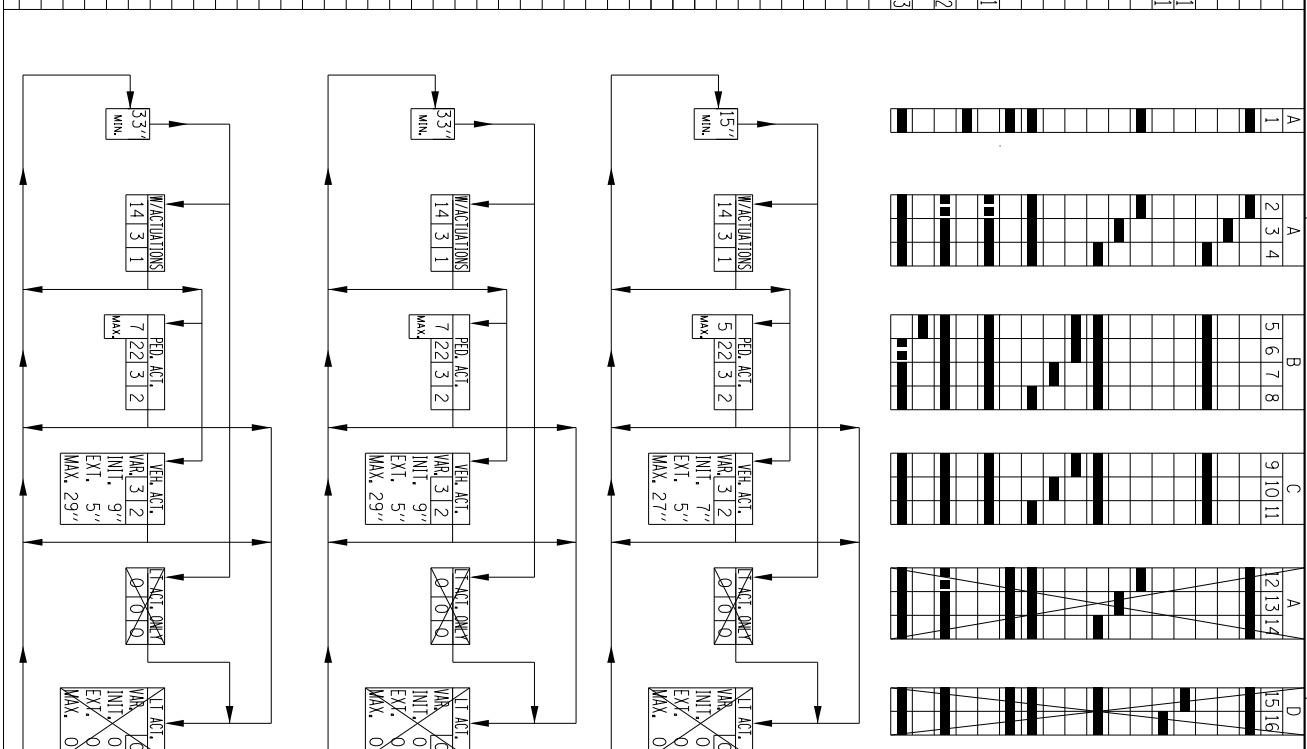 A A B C A D
1 2 3 4 5 6 7 8 9 10 11 12 13 14 15 16
1
1
1
2
3
W/ACTUATIONS PED. ACT. VEH. ACT. LT ACT. ONLY LT ACT.
15" 14 3 1 5 22 3 2 VAR. 3 2 0 0 0 VAR.
MIN. MAX. INIT. 7" INIT. 0
EXT. 5" EXT. 0
MAX. 27" MAX. 0
W/ACTUATIONS PED. ACT. VEH. ACT. LT ACT. ONLY LT ACT.
33" 14 3 1 7 22 3 2 VAR. 3 2 0 0 0 VAR.
MIN. MAX. INIT. 9" INIT. 0
EXT. 5" EXT. 0
MAX. 29" MAX. 0
W/ACTUATIONS PED. ACT. VEH. ACT. LT ACT. ONLY LT ACT.
33" 14 3 1 7 22 3 2 VAR. 3 2 0 0 0 VAR.
MIN. MAX. INIT. 9" INIT. 0
EXT. 5" EXT. 0
MAX. 29" MAX. 0